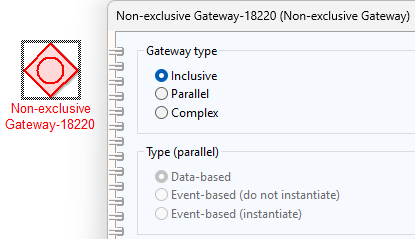 Non-exclusive Gateway-18220 (Non-exclusive Gateway)
Gateway type
Inclusive
Parallel
Complex
Non-exclusive
Gateway-18220
Type (parallel)
Data-based
Event-based (do not instantiate)
Event-based (instantiate)